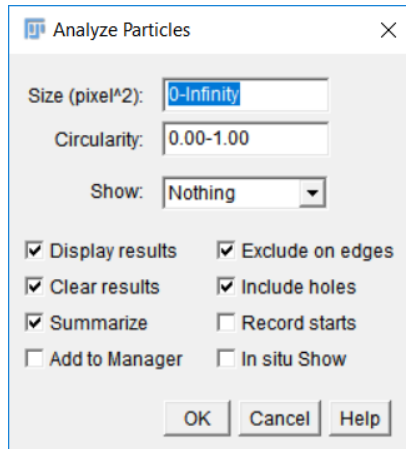 Analyze Particles
Size (pixel^2): 0-Infinity
Circularity: 0.00-1.00
Show: Nothing
Display results Exclude on edges
Clear results Include holes
Summarize Record starts
Add to Manager In situ Show
OK Cancel Help